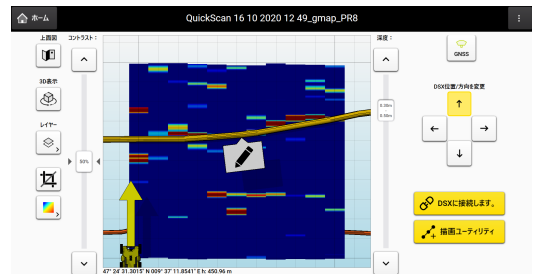 ホーム
QuickScan 16 10 2020 12 49_gmap_PR8
上面図
コントラスト：
深度：
GNSS
3D表示
DSX位置/方向を変更
0.20m
0.50m
レイヤー
50%
DSXに接続します。
描画ユーティリティ
47° 24' 31.3015" N 009° 37' 11.8541" E h: 450.96 m